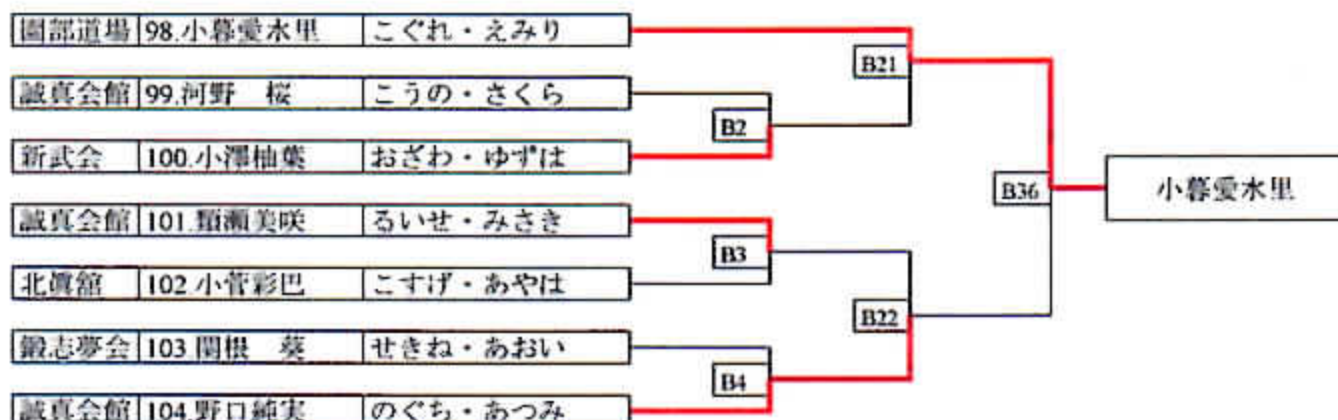 園部道場 98.小暮愛水里 こぐれ・えみり
誠真会館 99.河野 桜 こうの・さくら
新武会 100.小澤柚葉 おざわ・ゆずは
誠真会館 101.類瀬美咲 るいせ・みさき
北眞舘 102.小菅彩巴 こすげ・あやは
鍛志夢会 103 関根 葵 せきね・あおい
誠真会館 104.野口純実 のぐち・あつみ
B21
B2
B36
小暮愛水里
B3
B22
B4